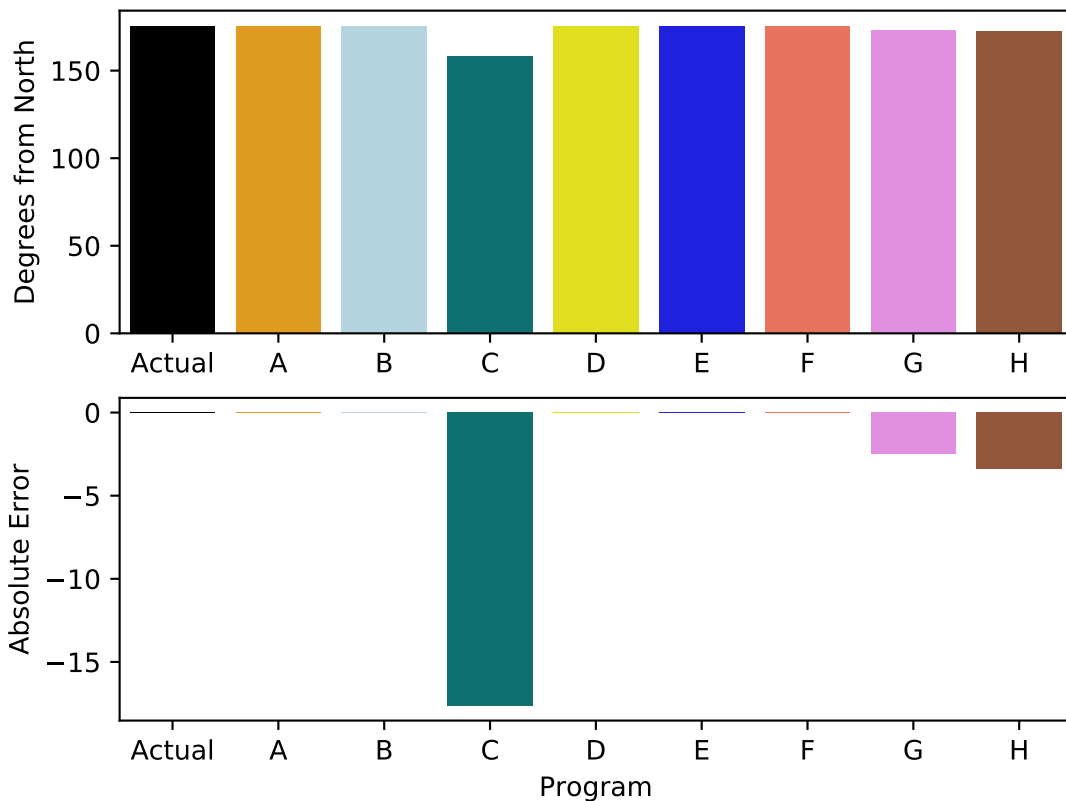 Degrees from North
150
100
50
0
Actual A B C D E F G H
Absolute Error
0
−5
−10
−15
Actual A B C D E F G H
Program